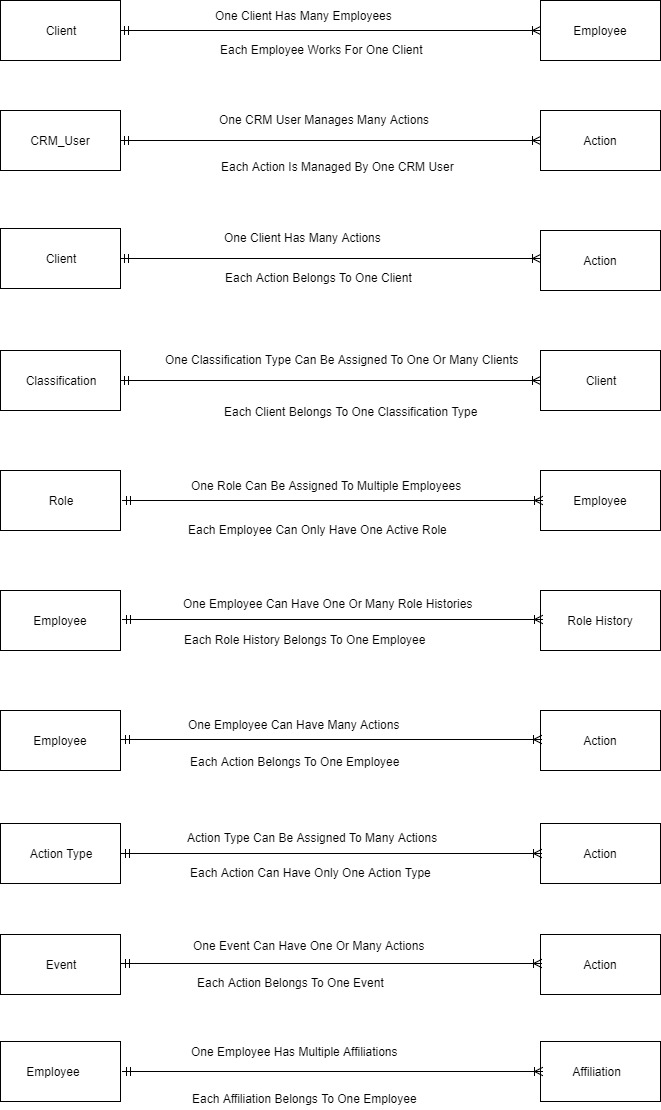 One Client Has Many Employees
Client
Employee
Each Employee Works For One Client
One CRM User Manages Many Actions
CRM_User
Action
Each Action Is Managed By One CRM User
One Client Has Many Actions
Client
Action
Each Action Belongs To One Client
One Classification Type Can Be Assigned To One Or Many Clients
Classification
Client
Each Client Belongs To One Classification Type
One Role Can Be Assigned To Multiple Employees
Role
Employee
Each Employee Can Only Have One Active Role
One Employee Can Have One Or Many Role Histories
Employee
Role History
Each Role History Belongs To One Employee
One Employee Can Have Many Actions
Employee
Action
Each Action Belongs To One Employee
Action Type Can Be Assigned To Many Actions
Action Type
Action
Each Action Can Have Only One Action Type
One Event Can Have One Or Many Actions
Event
Action
Each Action Belongs To One Event
One Employee Has Multiple Affiliations
Employee
Affiliation
Each Affiliation Belongs To One Employee